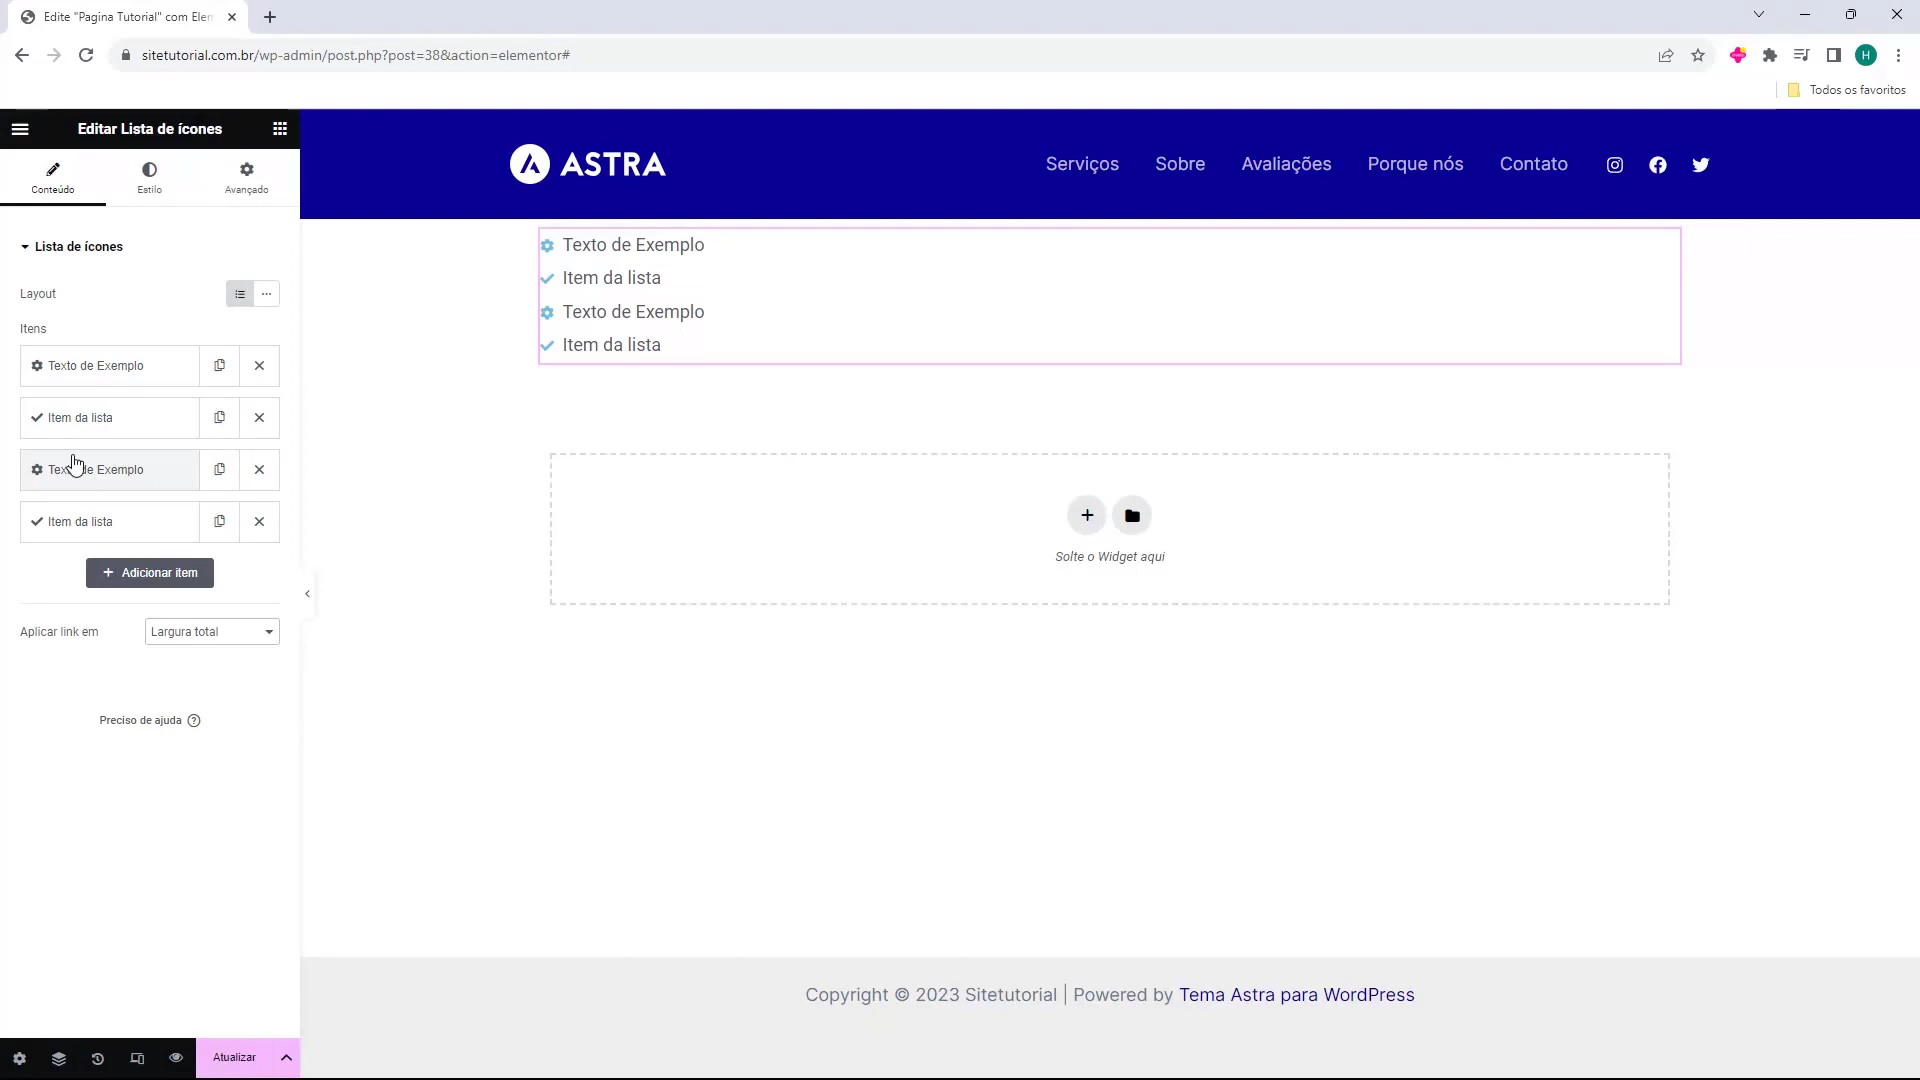 Edite "Pagina Tutorial" com Elem
sitetutorial.com.br/wp-admin/post.php?post=38&action=elementor#
H
Todos os favoritos
Editar Lista de ícones
Conteúdo
Estilo
Avançado
Lista de ícones
Layout
Itens
Texto de Exemplo
Item da lista
Texto de Exemplo
Item da lista
Adicionar item
Aplicar link em
Largura total
Preciso de ajuda
Atualizar
ASTRA
Serviços
Sobre
Avaliações
Porque nós
Contato
Texto de Exemplo
Item da lista
Texto de Exemplo
Item da lista
Solte o Widget aqui
Copyright © 2023 Sitetutorial | Powered by Tema Astra para WordPress